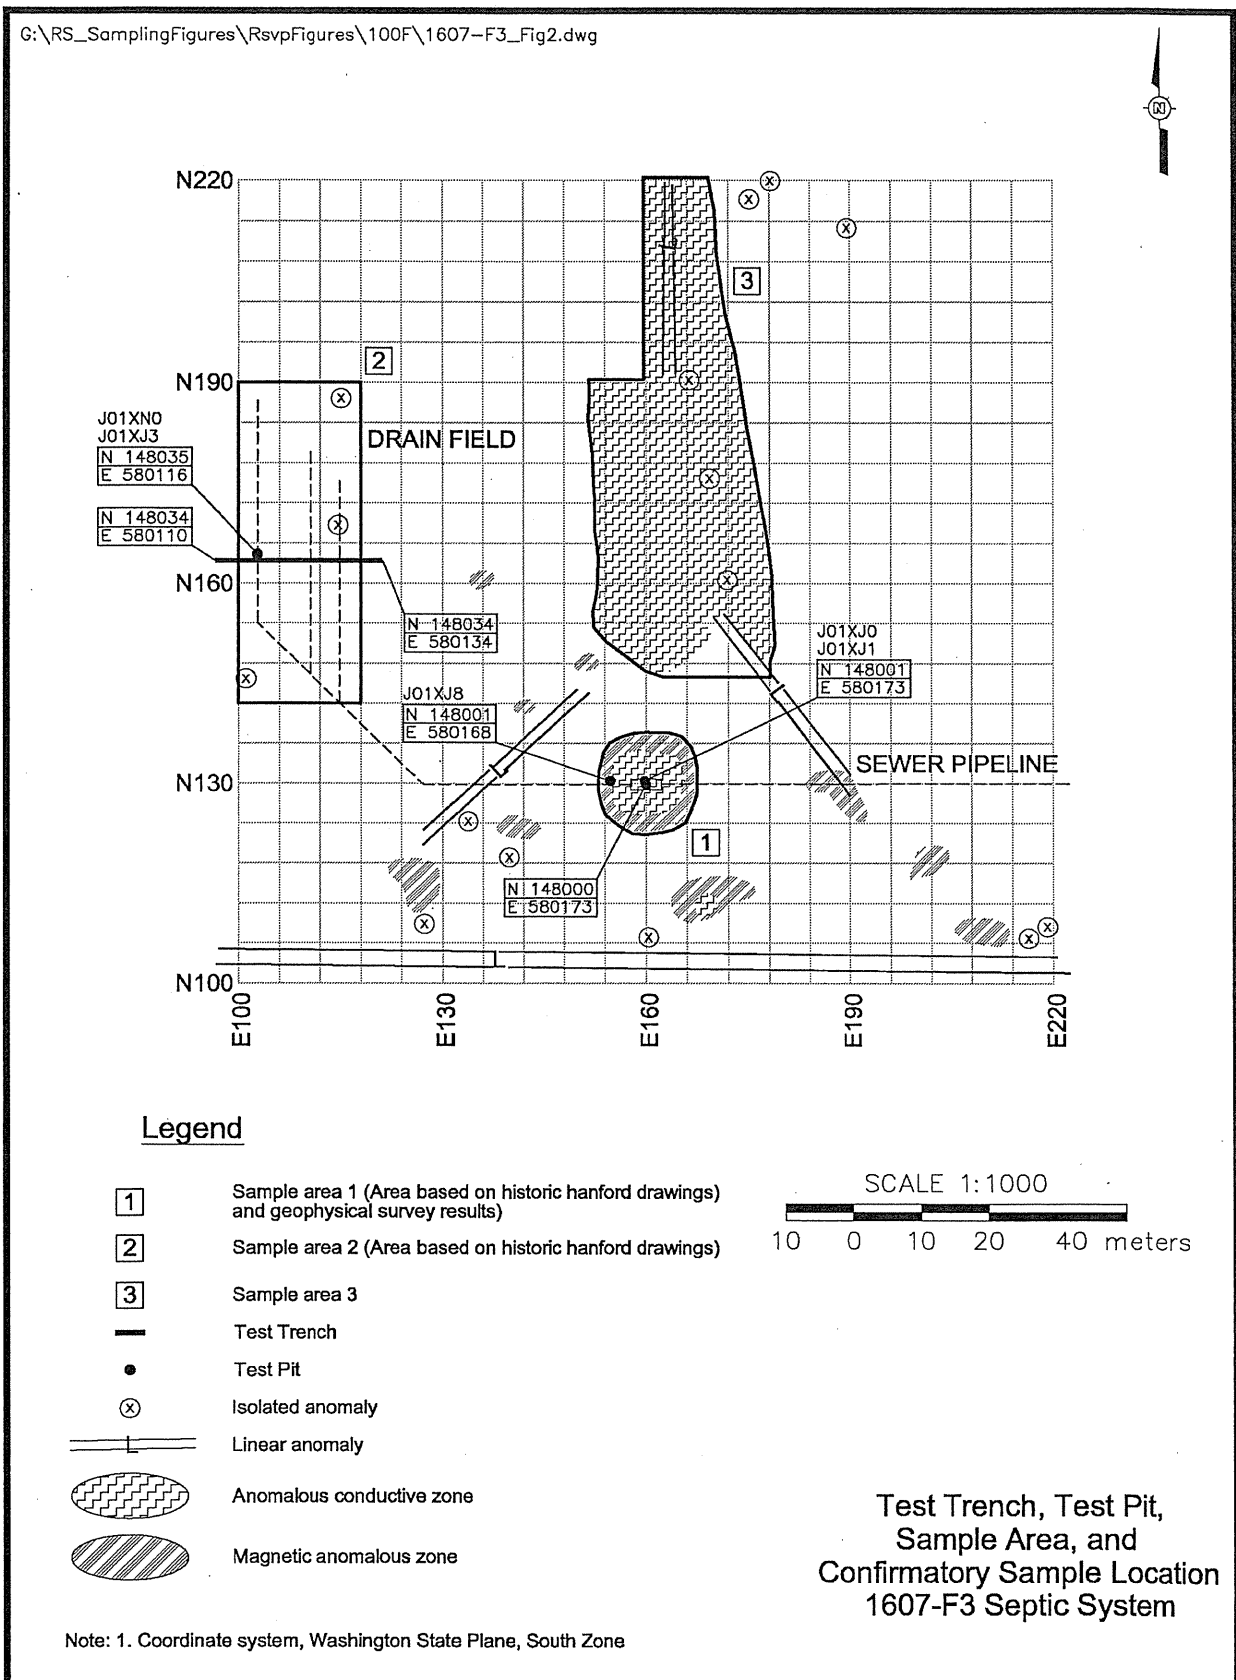 G:\RS_SamplingFigures\RsvpFigures\100F\1607-F3_Fig2.dwg
N
N220
3
2
N190
J01XN0
J01XJ3
N 148035
E 580116
DRAIN FIELD
N 148034
E 580110
N160
N 148034
E 580134
J01XJ0
J01XJ1
N 148001
E 580173
J01XJ8
N 148001
E 580168
SEWER PIPELINE
N130
1
N 148000
E 580173
N100
E100
E130
E160
E190
E220
Legend
1 Sample area 1 (Area based on historic hanford drawings)
and geophysical survey results)
2 Sample area 2 (Area based on historic hanford drawings)
3 Sample area 3
Test Trench
Test Pit
Isolated anomaly
Linear anomaly
Anomalous conductive zone
Magnetic anomalous zone
SCALE 1:1000
10 0 10 20 40 meters
Test Trench, Test Pit,
Sample Area, and
Confirmatory Sample Location
1607-F3 Septic System
Note: 1. Coordinate system, Washington State Plane, South Zone